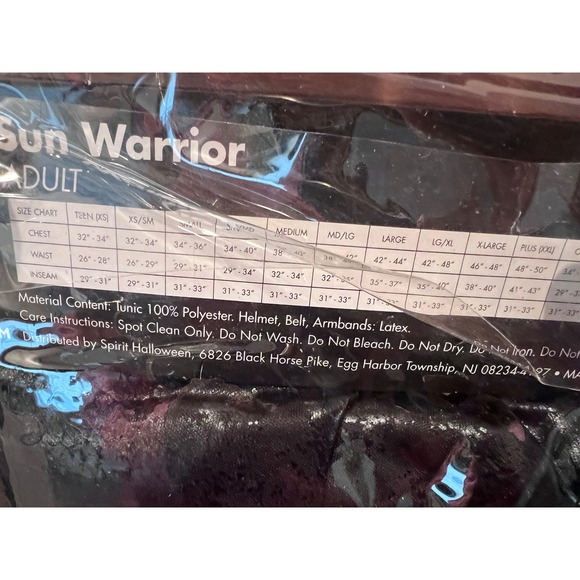 Sun Warrior
ADULT
SIZE CHART TEEN (XS) XS/SM SMALL MEDIUM MD/LG LARGE LG/XL X-LARGE PLUS (XXL)
CHEST 32"-34" 32"-34" 34"-36" 34"-40" 42"-44" 42"-48" 46"-48" 48"-50"
WAIST 26"-28" 26"-29" 29"-31" 29"-34" 32"-34" 35"-37" 35"-40" 38"-40" 41"-43"
INSEAM 29"-31" 29"-31" 31"-33" 31"-33" 31"-33" 31"-33" 31"-33" 31"-33" 31"-33"
Material Content: Tunic 100% Polyester. Helmet, Belt, Armbands: Latex.
Care Instructions: Spot Clean Only. Do Not Wash. Do Not Bleach. Do Not Dry. Do Not Iron. Do Not
Distributed by Spirit Halloween, 6826 Black Horse Pike, Egg Harbor Township, NJ 08234 •